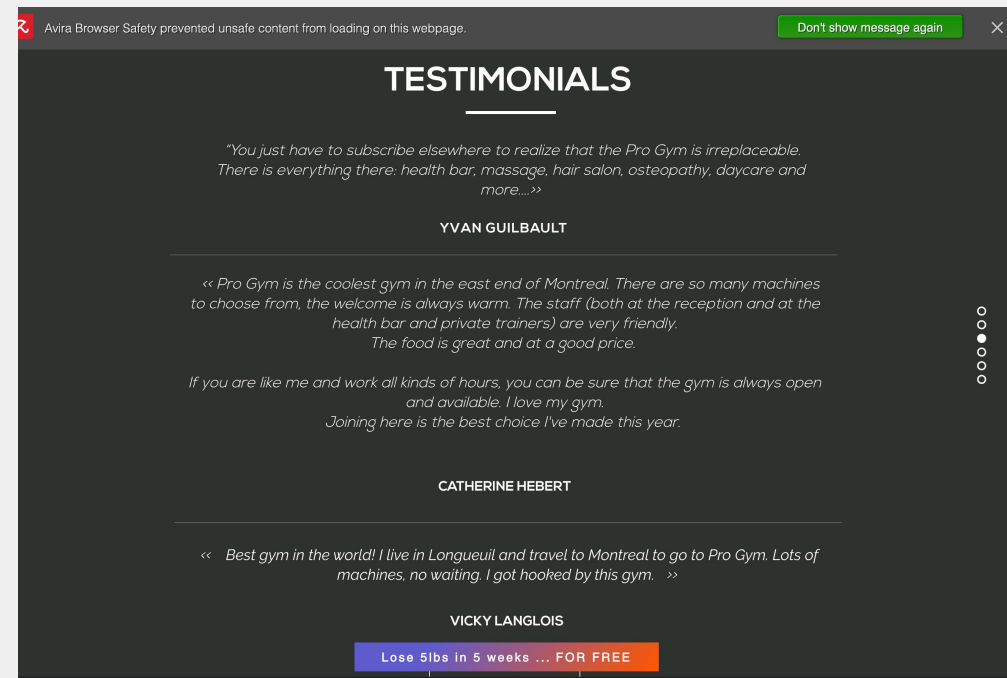 Avira Browser Safety prevented unsafe content from loading on this webpage.
Don't show message again
TESTIMONIALS
"You just have to subscribe elsewhere to realize that the Pro Gym is irreplaceable.
There is everything there: health bar, massage, hair salon, osteopathy, daycare and
more....››
YVAN GUILBAULT
‹‹ Pro Gym is the coolest gym in the east end of Montreal. There are so many machines
to choose from, the welcome is always warm. The staff (both at the reception and at the
health bar and private trainers) are very friendly.
The food is great and at a good price.
If you are like me and work all kinds of hours, you can be sure that the gym is always open
and available. I love my gym.
Joining here is the best choice I've made this year.
CATHERINE HEBERT
‹‹ Best gym in the world! I live in Longueuil and travel to Montreal to go to Pro Gym. Lots of
machines, no waiting. I got hooked by this gym. ››
VICKY LANGLOIS
Lose 5lbs in 5 weeks ... FOR FREE